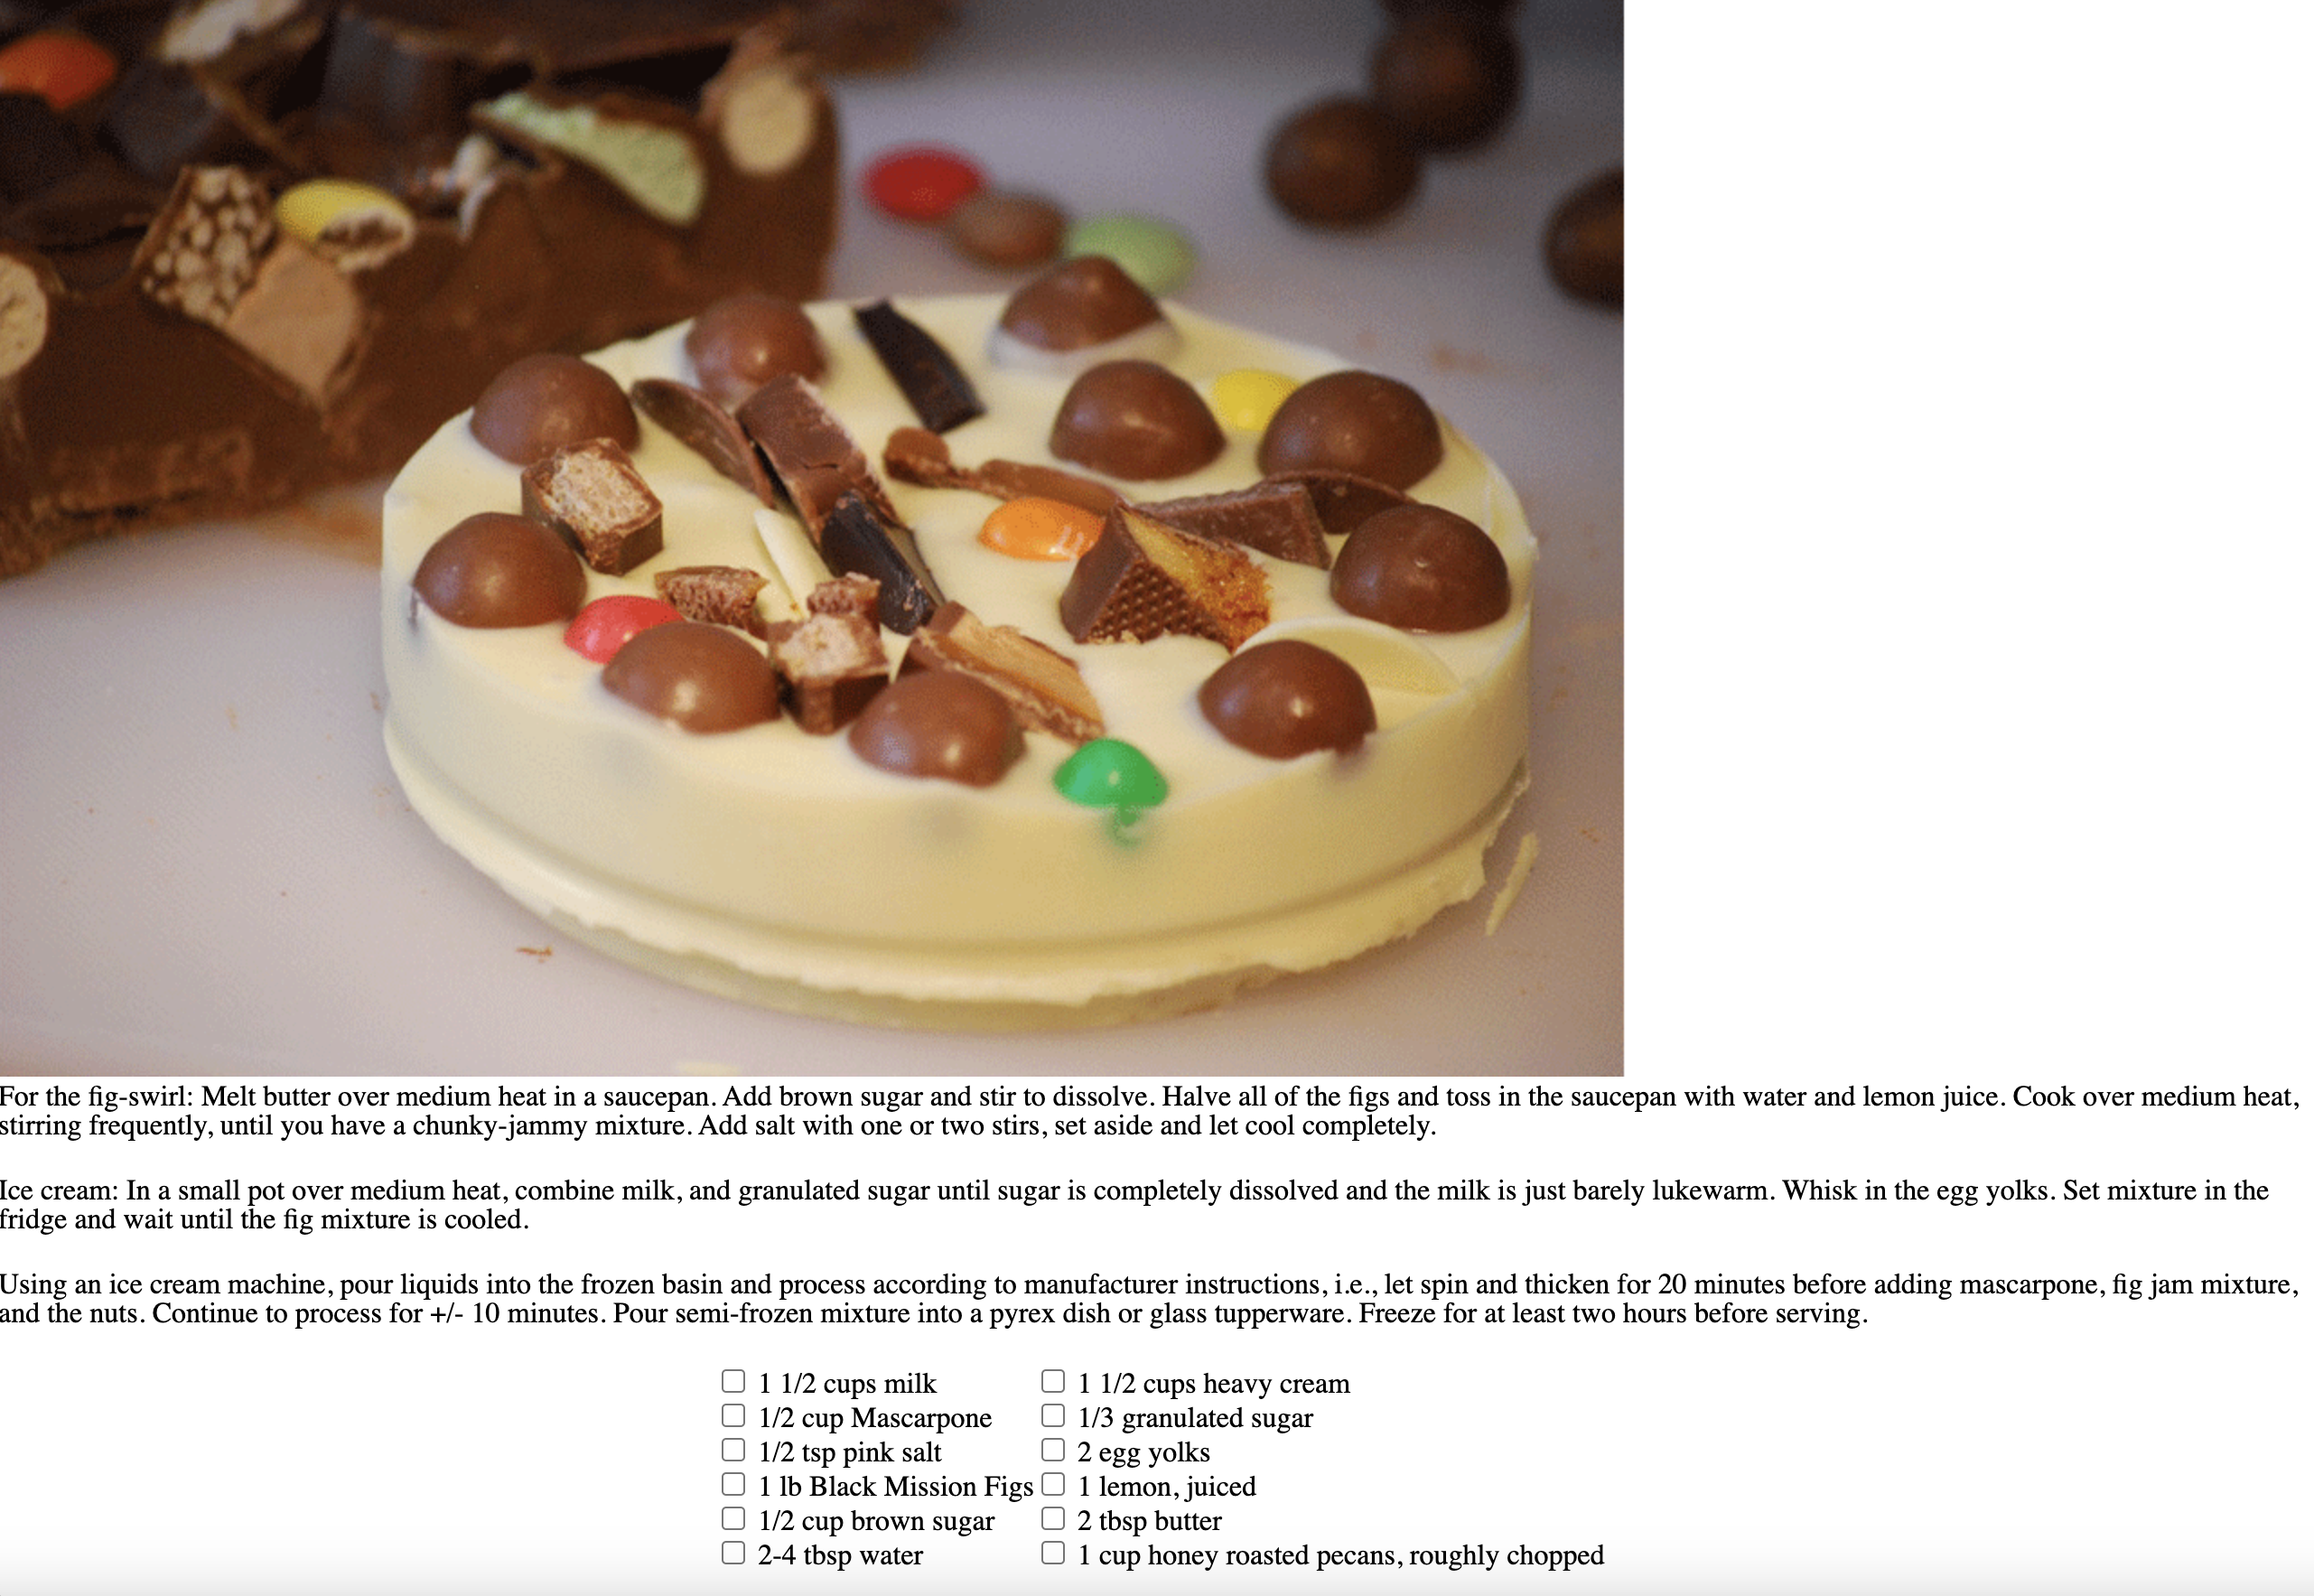 For the fig-swirl: Melt butter over medium heat in a saucepan. Add brown sugar and stir to dissolve. Halve all of the figs and toss in the saucepan with water and lemon juice. Cook over medium heat,
stirring frequently, until you have a chunky-jammy mixture. Add salt with one or two stirs, set aside and let cool completely.
Ice cream: In a small pot over medium heat, combine milk, and granulated sugar until sugar is completely dissolved and the milk is just barely lukewarm. Whisk in the egg yolks. Set mixture in the
fridge and wait until the fig mixture is cooled.
Using an ice cream machine, pour liquids into the frozen basin and process according to manufacturer instructions, i.e., let spin and thicken for 20 minutes before adding mascarpone, fig jam mixture,
and the nuts. Continue to process for +/- 10 minutes. Pour semi-frozen mixture into a pyrex dish or glass tupperware. Freeze for at least two hours before serving.
1 1/2 cups milk
1 1/2 cups heavy cream
1/2 cup Mascarpone
1/3 granulated sugar
1/2 tsp pink salt
2 egg yolks
1 lb Black Mission Figs
1 lemon, juiced
1/2 cup brown sugar
2 tbsp butter
2-4 tbsp water
1 cup honey roasted pecans, roughly chopped